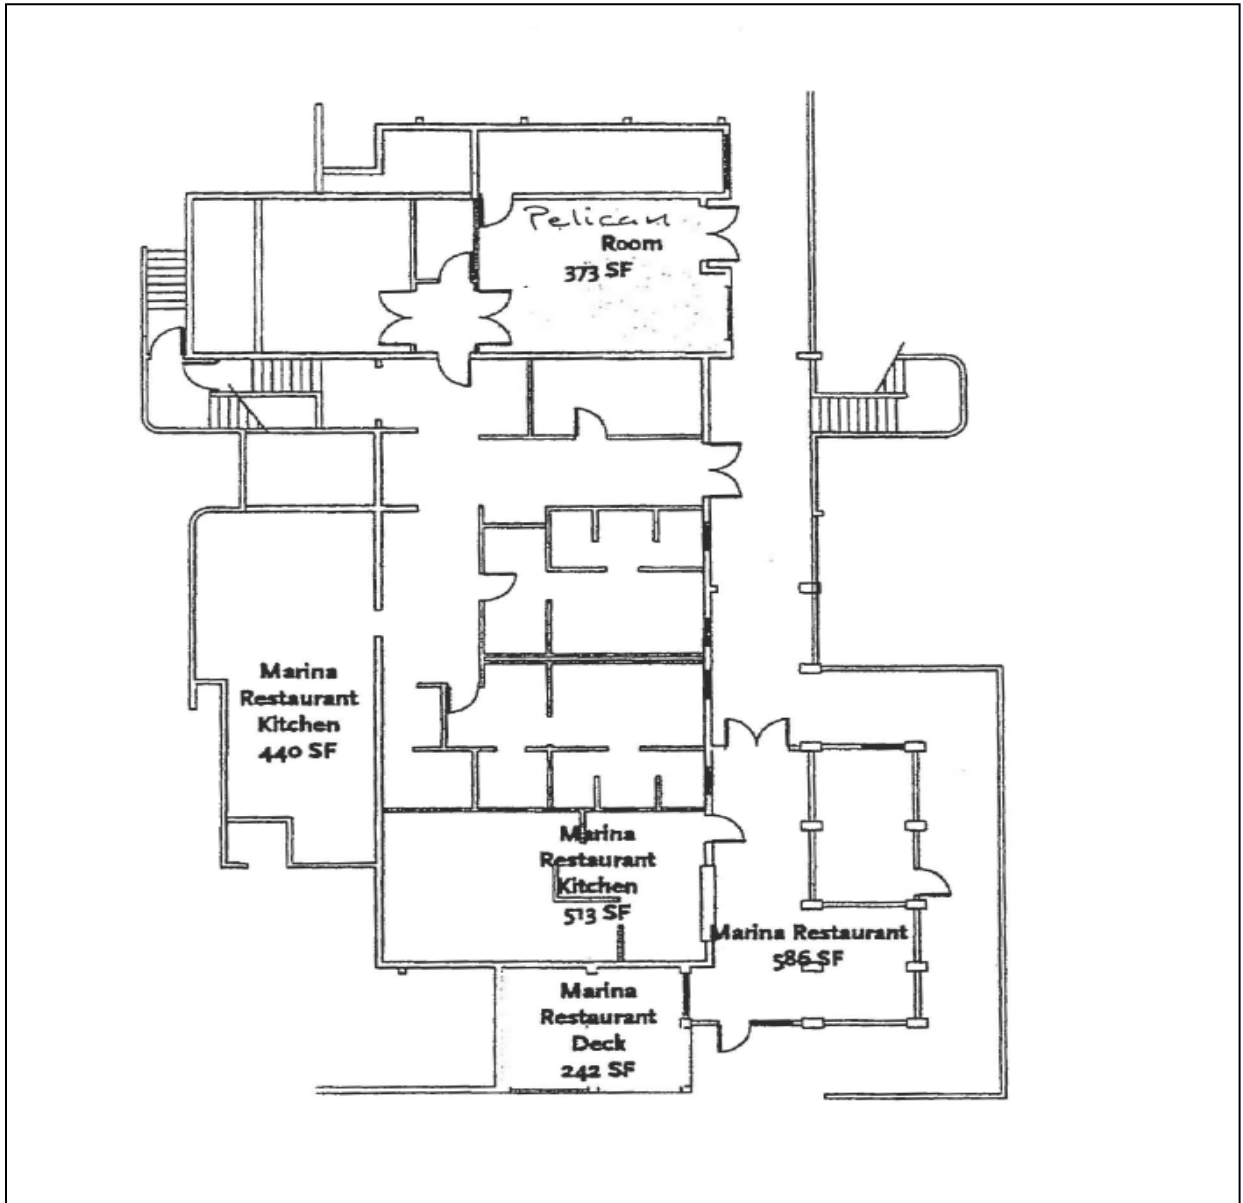 Pelican
Room
373 SF
Marina
Restaurant
Kitchen
440 SF
Marina
Restaurant
Kitchen
513 SF
Marina Restaurant
586 SF
Marina
Restaurant
Deck
242 SF